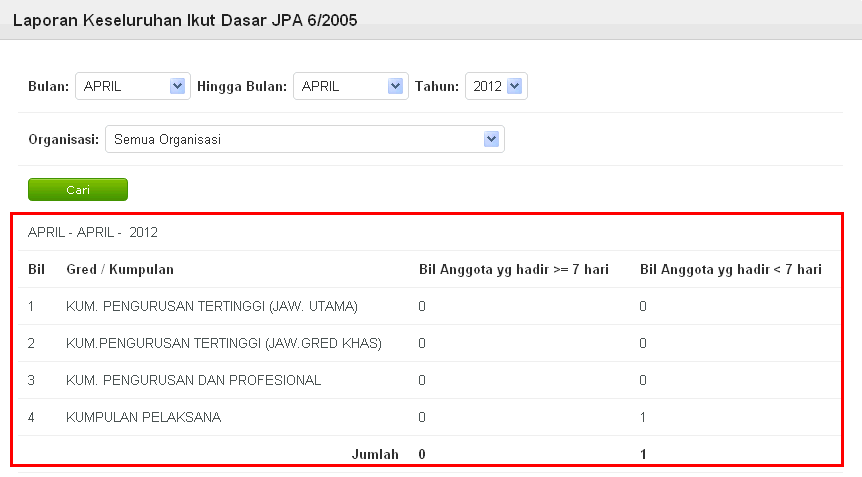 Laporan Keseluruhan Ikut Dasar JPA 6/2005
Bulan: APRIL Hingga Bulan: APRIL Tahun: 2012
Organisasi: Semua Organisasi
Cari
APRIL - APRIL - 2012
Bil Gred / Kumpulan Bil Anggota yg hadir >= 7 hari Bil Anggota yg hadir < 7 hari
1 KUM. PENGURUSAN TERTINGGI (JAW. UTAMA) 0 0
2 KUM.PENGURUSAN TERTINGGI (JAW.GRED KHAS) 0 0
3 KUM. PENGURUSAN DAN PROFESIONAL 0 0
4 KUMPULAN PELAKSANA 0 1
Jumlah 0 1